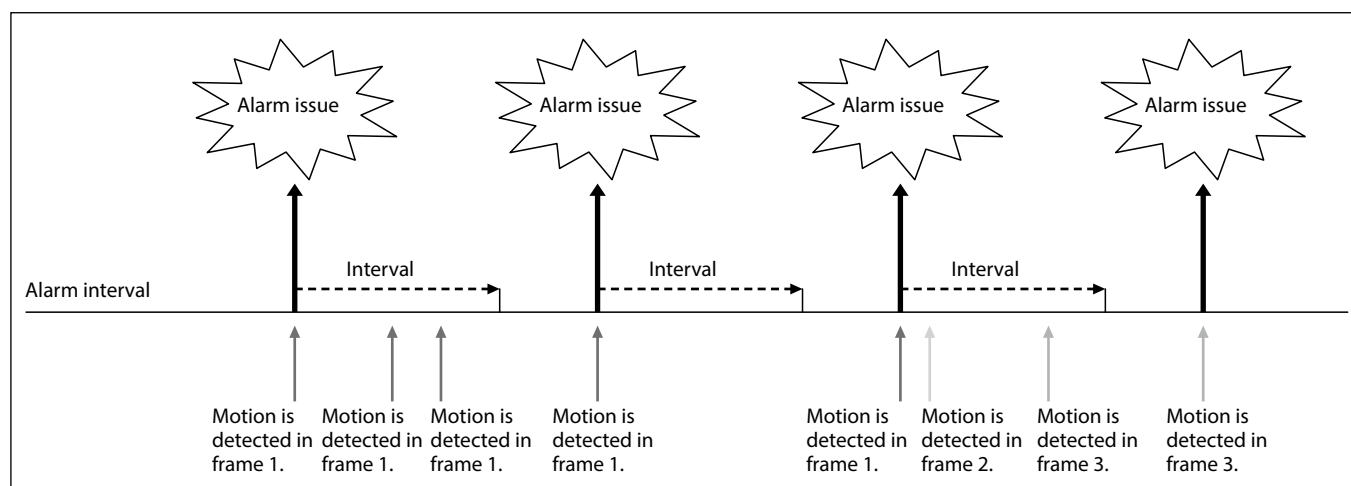 Alarm issue
Alarm issue
Alarm issue
Alarm issue
Interval
Interval
Interval
Alarm interval
Motion is
detected in
frame 1.
Motion is
detected in
frame 1.
Motion is
detected in
frame 1.
Motion is
detected in
frame 1.
Motion is
detected in
frame 1.
Motion is
detected in
frame 2.
Motion is
detected in
frame 3.
Motion is
detected in
frame 3.